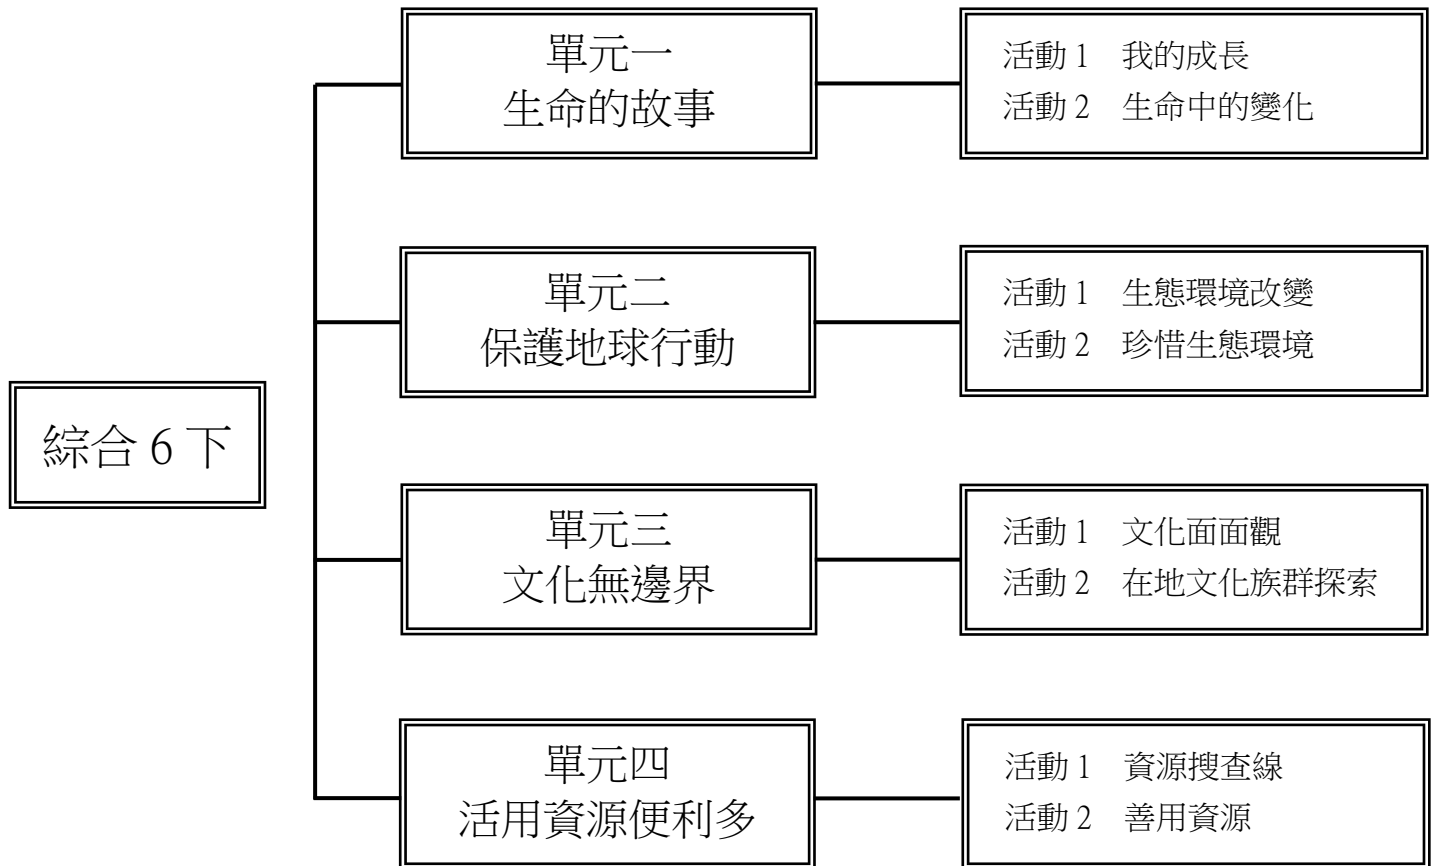 綜合 6 下
單元一
生命的故事
活動 1　我的成長
活動 2　生命中的變化
單元二
保護地球行動
活動 1　生態環境改變
活動 2　珍惜生態環境
單元三
文化無邊界
活動 1　文化面面觀
活動 2　在地文化族群探索
單元四
活用資源便利多
活動 1　資源搜查線
活動 2　善用資源